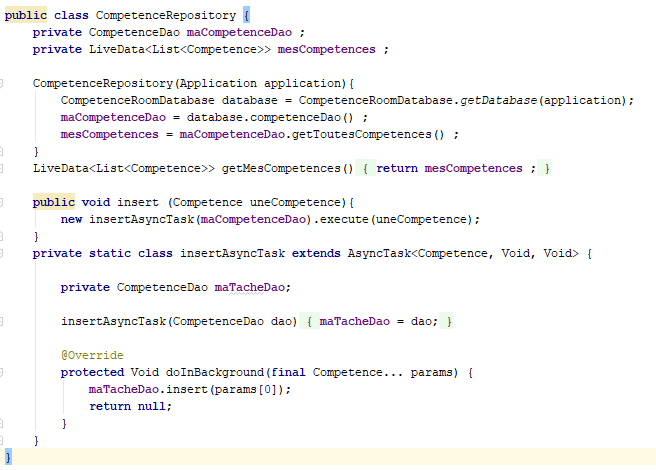 public class CompetenceRepository {
    private CompetenceDao maCompetenceDao ;
    private LiveData<List<Competence>> mesCompetences ;

    CompetenceRepository(Application application){
        CompetenceRoomDatabase database = CompetenceRoomDatabase.getDatabase(application);
        maCompetenceDao = database.competenceDao() ;
        mesCompetences = maCompetenceDao.getToutesCompetences() ;
    }
    LiveData<List<Competence>> getMesCompetences() { return mesCompetences ; }

    public void insert (Competence uneCompetence){
        new insertAsyncTask(maCompetenceDao).execute(uneCompetence);
    }
    private static class insertAsyncTask extends AsyncTask<Competence, Void, Void> {

        private CompetenceDao maTacheDao;

        insertAsyncTask(CompetenceDao dao) { maTacheDao = dao; }

        @Override
        protected Void doInBackground(final Competence... params) {
            maTacheDao.insert(params[0]);
            return null;
        }
    }
}